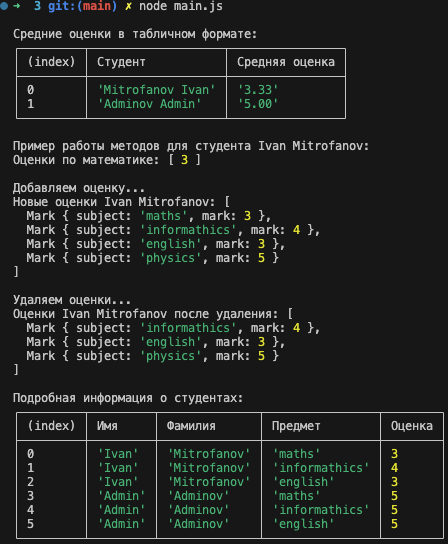 ➜ 3 git:(main) ✗ node main.js
Средние оценки в табличном формате:
(index) Студент Средняя оценка
0 'Mitrofanov Ivan' '3.33'
1 'Adminov Admin' '5.00'
Пример работы методов для студента Ivan Mitrofanov:
Оценки по математике: [ 3 ]
Добавляем оценку...
Новые оценки Ivan Mitrofanov: [
Mark { subject: 'maths', mark: 3 },
Mark { subject: 'informathics', mark: 4 },
Mark { subject: 'english', mark: 3 },
Mark { subject: 'physics', mark: 5 }
]
Удаляем оценки...
Оценки Ivan Mitrofanov после удаления: [
Mark { subject: 'informathics', mark: 4 },
Mark { subject: 'english', mark: 3 },
Mark { subject: 'physics', mark: 5 }
]
Подробная информация о студентах:
(index) Имя Фамилия Предмет Оценка
0 'Ivan' 'Mitrofanov' 'maths' 3
1 'Ivan' 'Mitrofanov' 'informathics' 4
2 'Ivan' 'Mitrofanov' 'english' 3
3 'Admin' 'Adminov' 'maths' 5
4 'Admin' 'Adminov' 'informathics' 5
5 'Admin' 'Adminov' 'english' 5